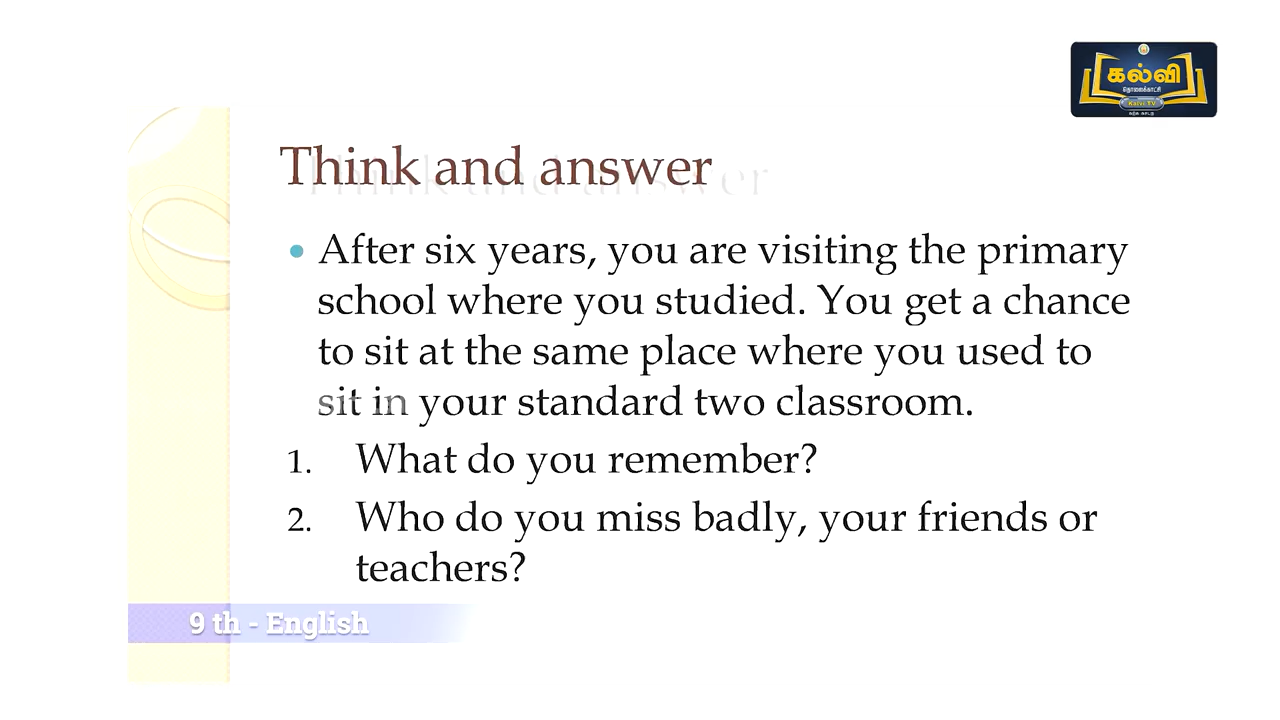 கல்வி
தொலைக்காட்சி
Kalvi TV
Think and answer
• After six years, you are visiting the primary
school where you studied. You get a chance
to sit at the same place where you used to
sit in your standard two classroom.
1. What do you remember?
2. Who do you miss badly, your friends or
teachers?
9 th - English